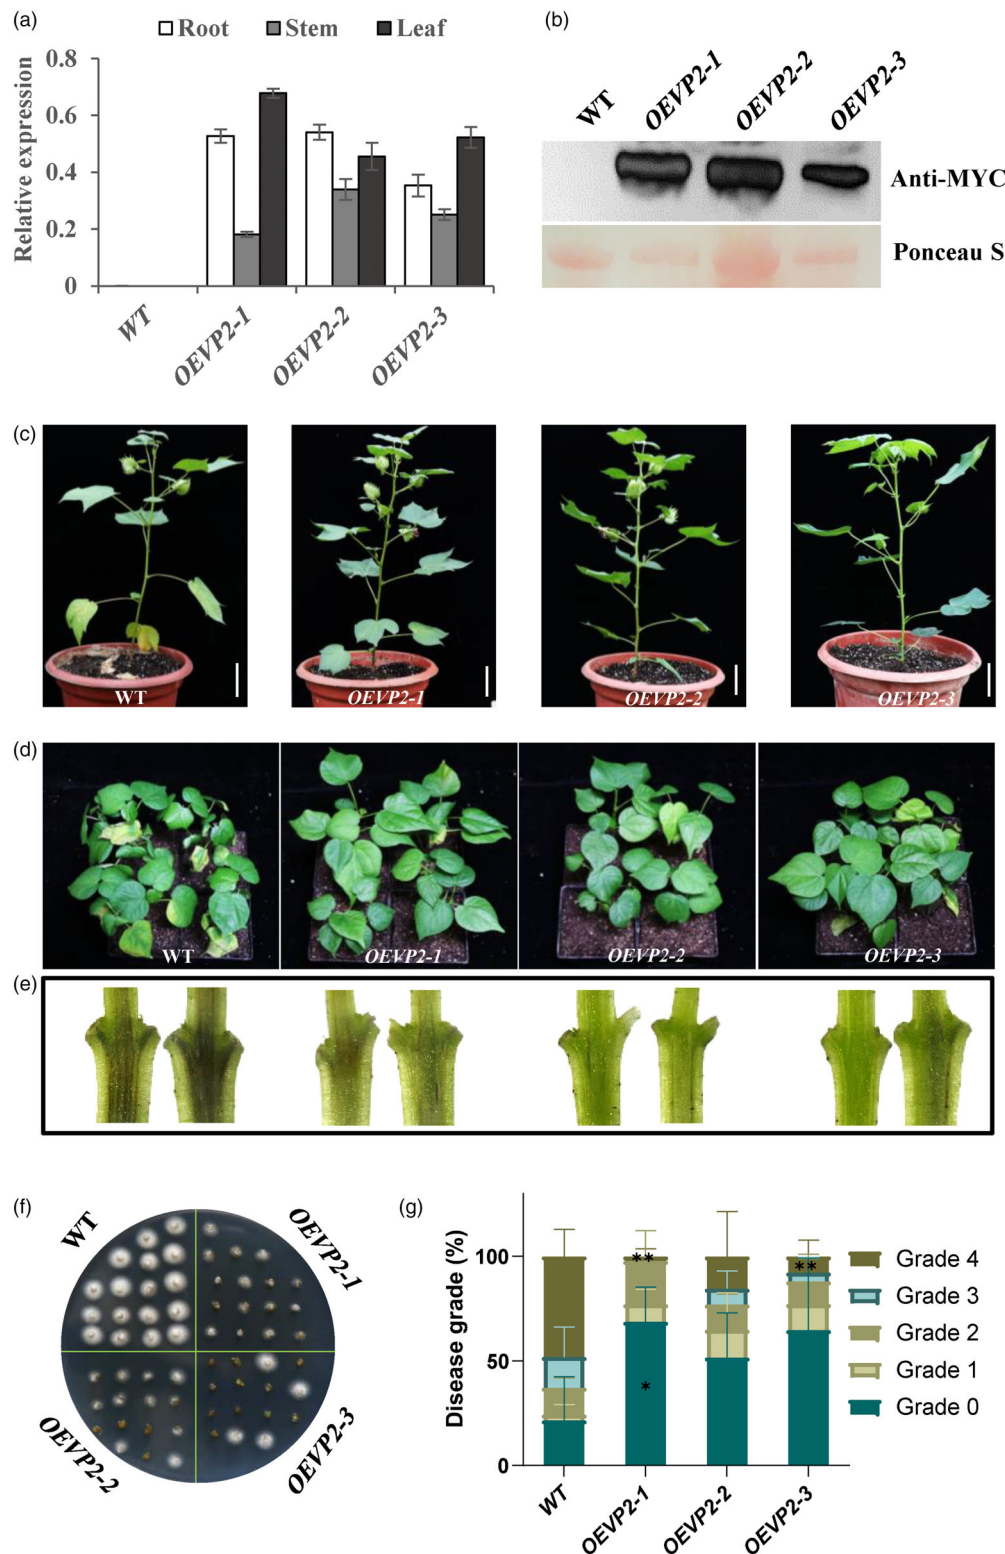 (a)
Root Stem Leaf
Relative expression
0.8
0.6
0.4
0.2
0
WT OEVP2-1 OEVP2-2 OEVP2-3
(b)
WT OEVP2-1 OEVP2-2 OEVP2-3
Anti-MYC
Ponceau S
(c)
WT OEVP2-1 OEVP2-2 OEVP2-3
(d)
WT OEVP2-1 OEVP2-2 OEVP2-3
(e)
(f)
WT
OEVP2-1
OEVP2-2
OEVP2-3
(g)
Disease grade (%)
100
50
0
** * **
WT OEVP2-1 OEVP2-2 OEVP2-3
Grade 4
Grade 3
Grade 2
Grade 1
Grade 0